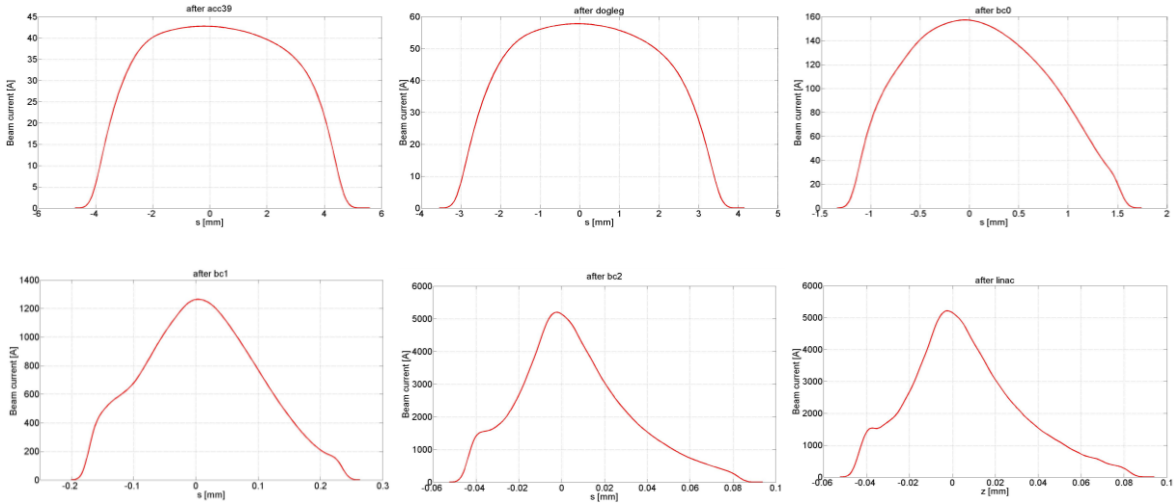 after acc39
45
40
35
30
25
20
15
10
5
0
Beam current [A]
-6 -4 -2 0 2 4 6
s [mm]
after dogleg
60
50
40
30
20
10
0
Beam current [A]
-4 -3 -2 -1 0 1 2 3 4 5
s [mm]
after bc0
160
140
120
100
80
60
40
20
0
Beam current [A]
-1.5 -1 -0.5 0 0.5 1 1.5 2
s [mm]
after bc1
1400
1200
1000
800
600
400
200
0
Beam current [A]
-0.2 -0.1 0 0.1 0.2 0.3
s [mm]
after bc2
6000
5000
4000
3000
2000
1000
0
Beam current [A]
-0.06 -0.04 -0.02 0 0.02 0.04 0.06 0.08 0.1
s [mm]
after linac
6000
5000
4000
3000
2000
1000
0
Beam current [A]
-0.06 -0.04 -0.02 0 0.02 0.04 0.06 0.08 0.1
z [mm]